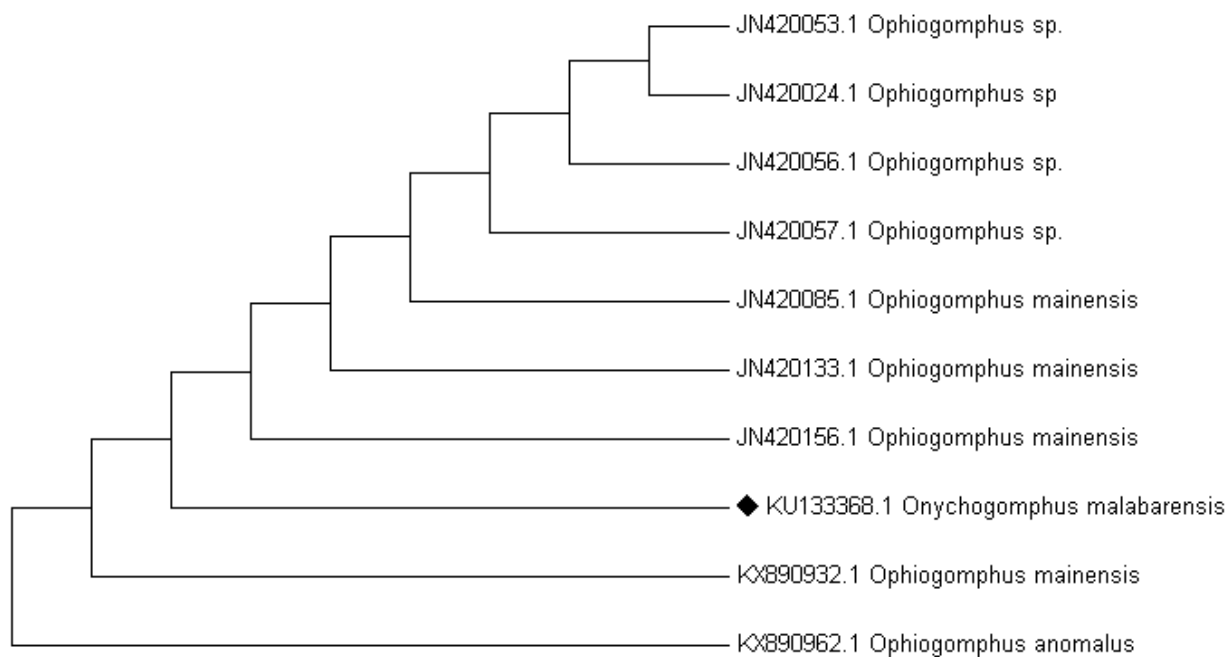 JN420053.1 Ophiogomphus sp.
JN420024.1 Ophiogomphus sp
JN420056.1 Ophiogomphus sp.
JN420057.1 Ophiogomphus sp.
JN420085.1 Ophiogomphus mainensis
JN420133.1 Ophiogomphus mainensis
JN420156.1 Ophiogomphus mainensis
KU133368.1 Onychogomphus malabarensis
KX890932.1 Ophiogomphus mainensis
KX890962.1 Ophiogomphus anomalus